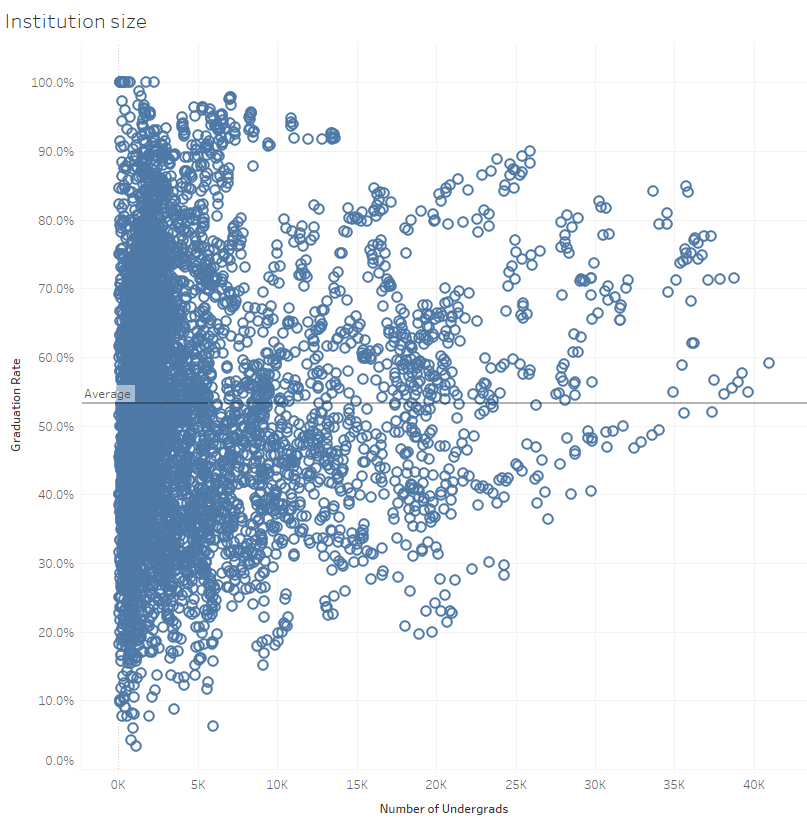 Institution size
100.0%
90.0%
80.0%
70.0%
60.0%
Average
50.0%
40.0%
30.0%
20.0%
10.0%
0.0%
Graduation Rate
0K 5K 10K 15K 20K 25K 30K 35K 40K
Number of Undergrads